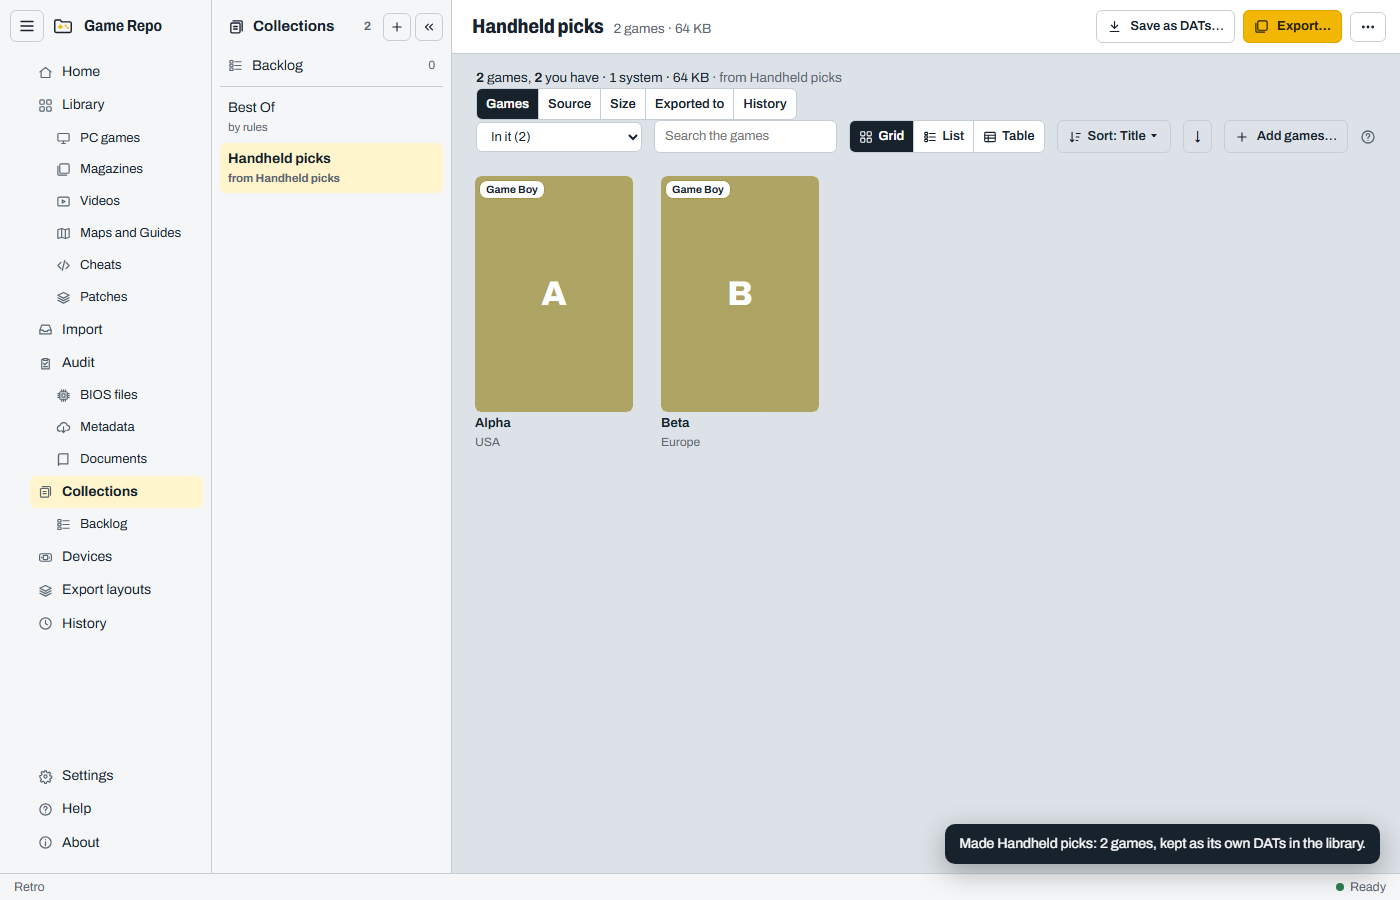 Game Repo
Home
Library
PC games
Magazines
Videos
Maps and Guides
Cheats
Patches
Import
Audit
BIOS files
Metadata
Documents
Collections
Backlog
Devices
Export layouts
History
Settings
Help
About
Collections 2
Backlog 0
Best Of
by rules
Handheld picks
from Handheld picks
Handheld picks 2 games · 64 KB
Save as DATs...
Export...
2 games, 2 you have · 1 system · 64 KB · from Handheld picks
Games Source Size Exported to History
In it (2) Search the games Grid List Table Sort: Title Add games...
Game Boy
A
Alpha
USA
Game Boy
B
Beta
Europe
Made Handheld picks: 2 games, kept as its own DATs in the library.
Retro
Ready